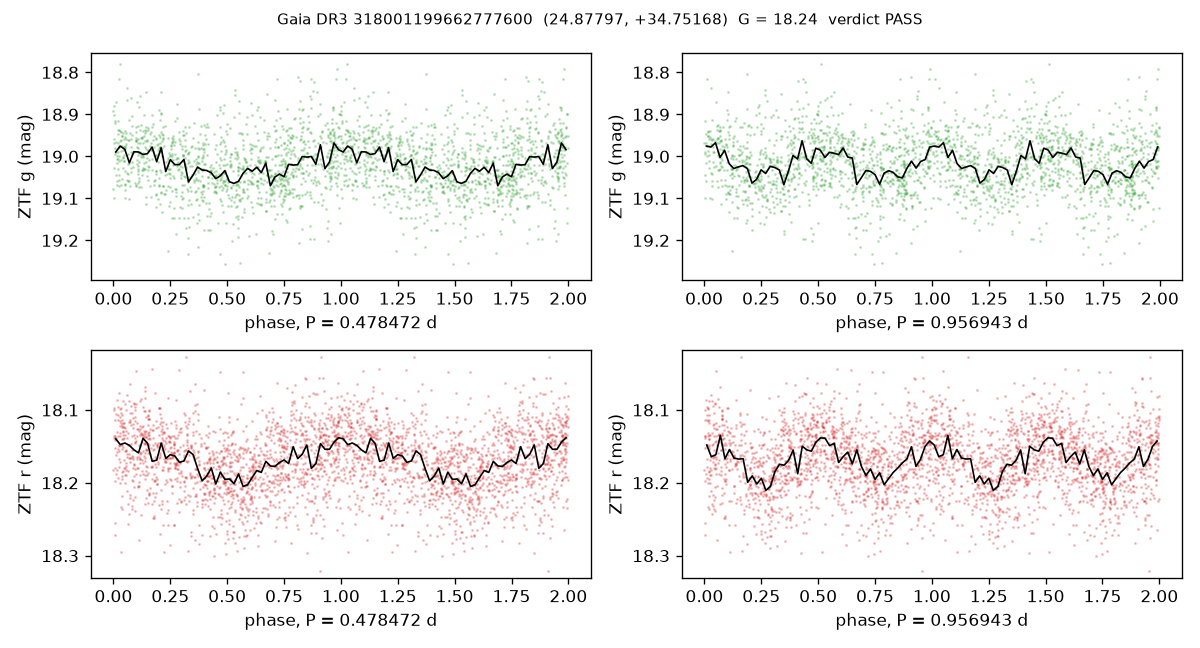 Gaia DR3 318001199662777600  (24.87797, +34.75168)  G = 18.24  verdict PASS
ZTF g (mag)
18.8
18.9
19.0
19.1
19.2
0.00 0.25 0.50 0.75 1.00 1.25 1.50 1.75 2.00
phase, P = 0.478472 d
ZTF g (mag)
18.8
18.9
19.0
19.1
19.2
0.00 0.25 0.50 0.75 1.00 1.25 1.50 1.75 2.00
phase, P = 0.956943 d
ZTF r (mag)
18.1
18.2
18.3
0.00 0.25 0.50 0.75 1.00 1.25 1.50 1.75 2.00
phase, P = 0.478472 d
ZTF r (mag)
18.1
18.2
18.3
0.00 0.25 0.50 0.75 1.00 1.25 1.50 1.75 2.00
phase, P = 0.956943 d